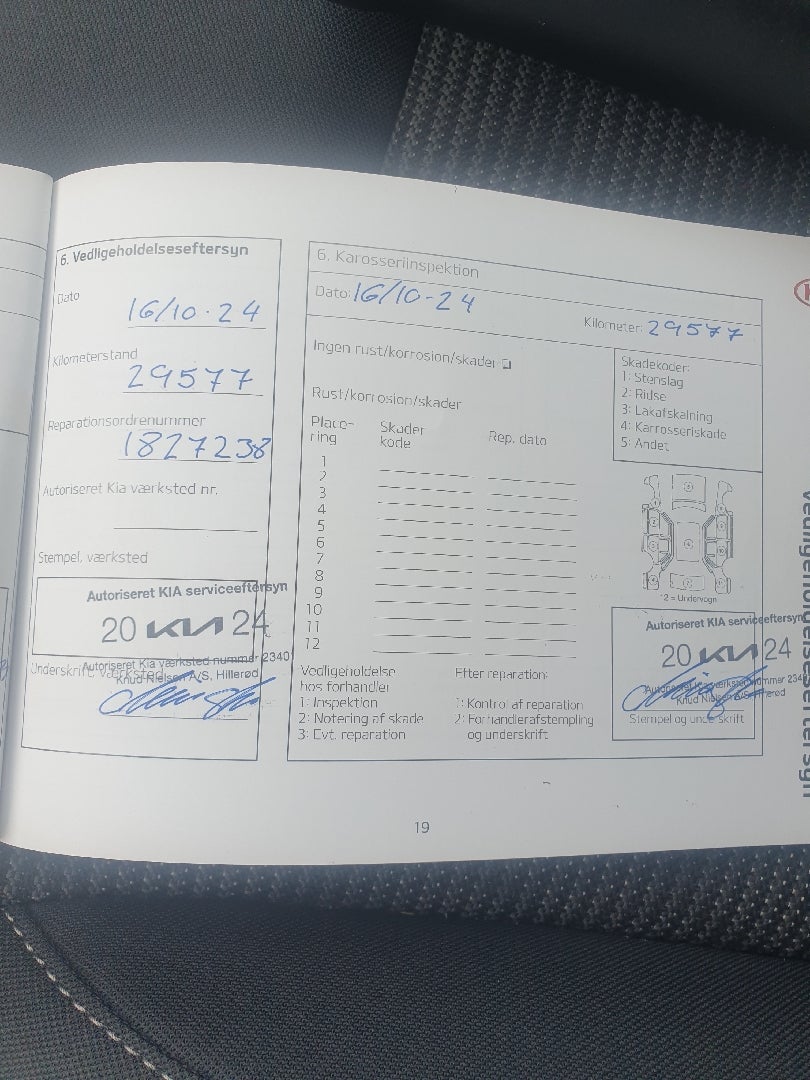 6. Vedligeholdelseseftersyn
Dato
16/10-24
Kilometerstand
29577
Reparationsordrenummer
1827238
Autoriseret Kia værksted nr.
Stempel, værksted
Autoriseret KIA serviceeftersyn
20 KIA 24
Autoriseret Kia værksted nummer 2340
Underskrift, værksted
Knud Nielsen A/S, Hillerød
6. Karosseriinspektion
Dato: 16/10-24
Kilometer: 29577
Ingen rust/korrosion/skader
Rust/korrosion/skader
Place-
ring
Skader
kode
Rep. dato
1
2
3
4
5
6
7
8
9
10
11
12
Skadekoder:
1: Stenslag
2: Ridse
3: Lakafskalning
4: Karrosseriskade
5: Andet
*2 = Undervogn
Vedligeholdelse
hos forhandler
1: Inspektion
2: Notering af skade
3: Evt. reparation
Efter reparation:
1: Kontrol af reparation
2: Forhandlerafstempling
og underskrift
Autoriseret KIA serviceeftersyn
20 KIA 24
Stempel og underskrift
19
Vedligeholdelseseftersyn